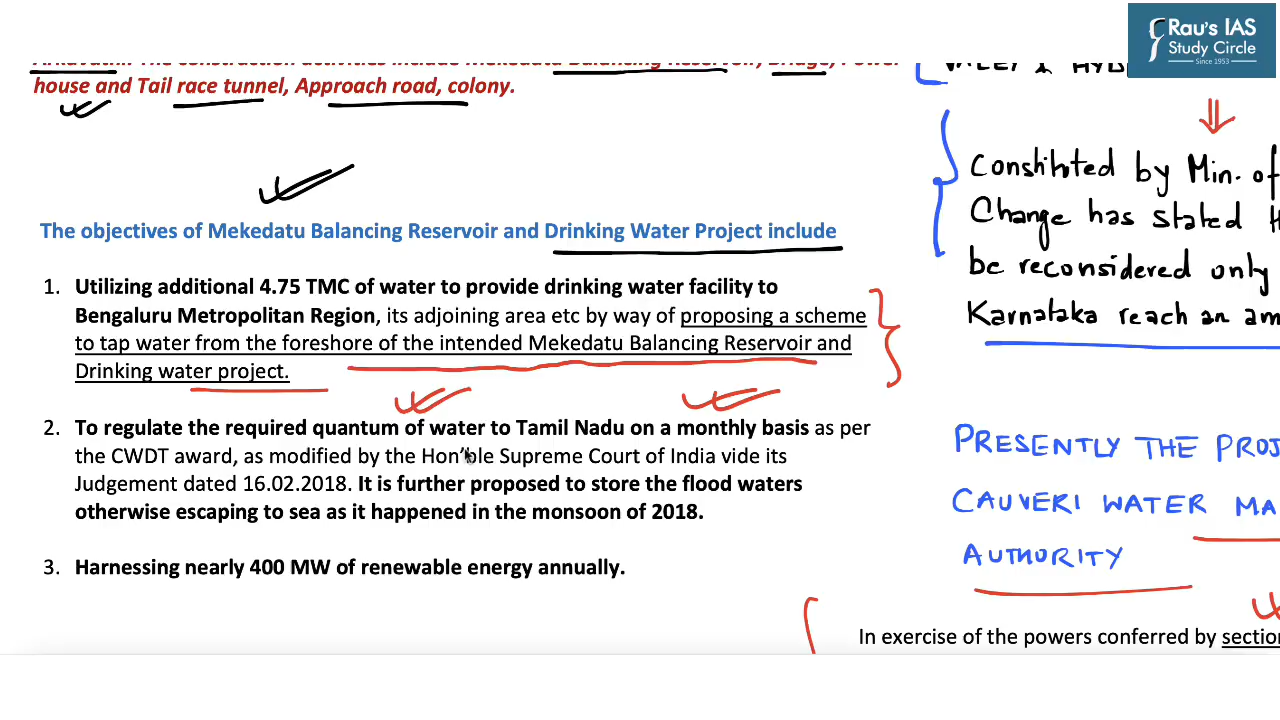 Rau's IAS
Study Circle
Since 1953
house and Tail race tunnel, Approach road, colony.
The objectives of Mekedatu Balancing Reservoir and Drinking Water Project include
1. Utilizing additional 4.75 TMC of water to provide drinking water facility to
Bengaluru Metropolitan Region, its adjoining area etc by way of proposing a scheme
to tap water from the foreshore of the intended Mekedatu Balancing Reservoir and
Drinking water project.
2. To regulate the required quantum of water to Tamil Nadu on a monthly basis as per
the CWDT award, as modified by the Hon'ble Supreme Court of India vide its
Judgement dated 16.02.2018. It is further proposed to store the flood waters
otherwise escaping to sea as it happened in the monsoon of 2018.
3. Harnessing nearly 400 MW of renewable energy annually.
Constituted by Min. of
Change has stated
be reconsidered only
Karnataka reach an
PRESENTLY THE
CAUVERI WATER
AUTHORITY
In exercise of the powers conferred by